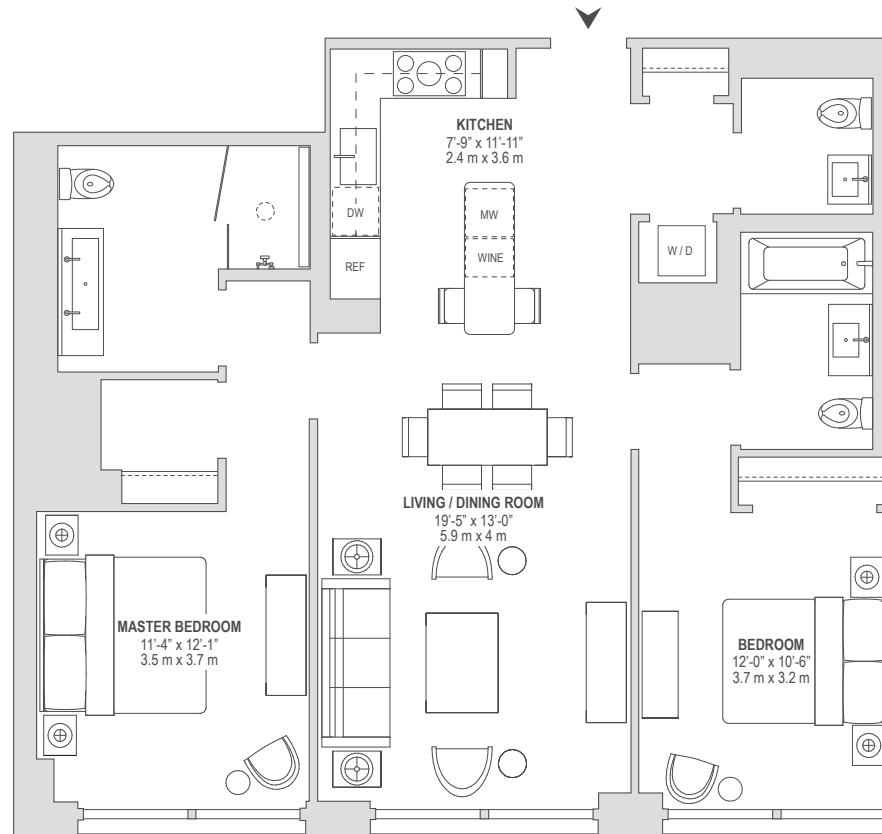 KITCHEN
7'-9" x 11'-11"
2.4 m x 3.6 m
DW
MW
REF
WINE
W / D
LIVING / DINING ROOM
19'-5" x 13'-0"
5.9 m x 4 m
MASTER BEDROOM
11'-4" x 12'-1"
3.5 m x 3.7 m
BEDROOM
12'-0" x 10'-6"
3.7 m x 3.2 m